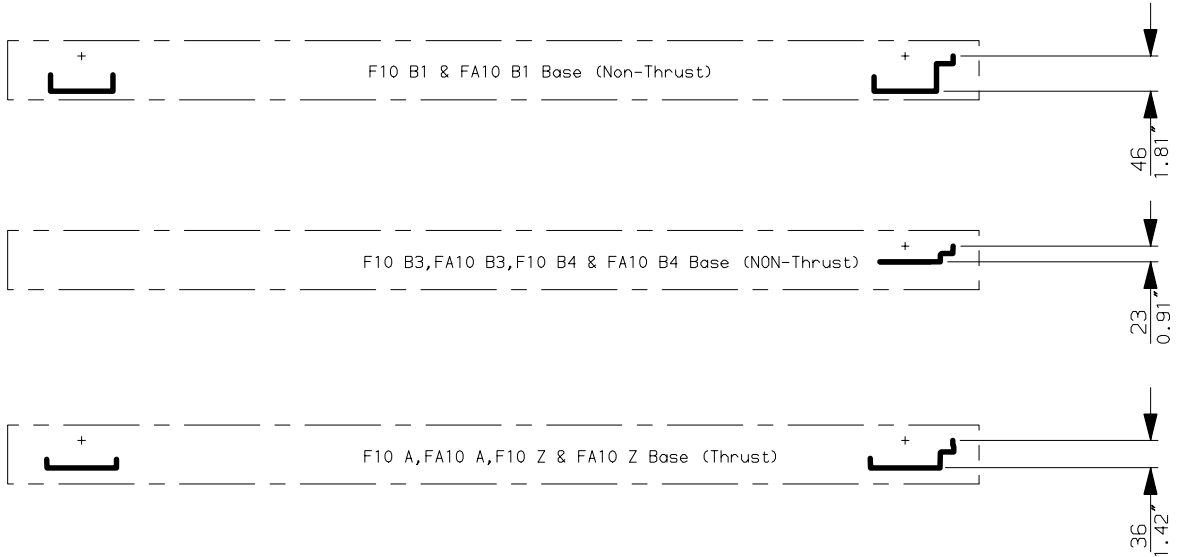 F10 B1 & FA10 B1 Base (Non-Thrust)
46
1.81"
F10 B3,FA10 B3,F10 B4 & FA10 B4 Base (NON-Thrust)
23
0.91"
F10 A,FA10 A,F10 Z & FA10 Z Base (Thrust)
36
1.42"